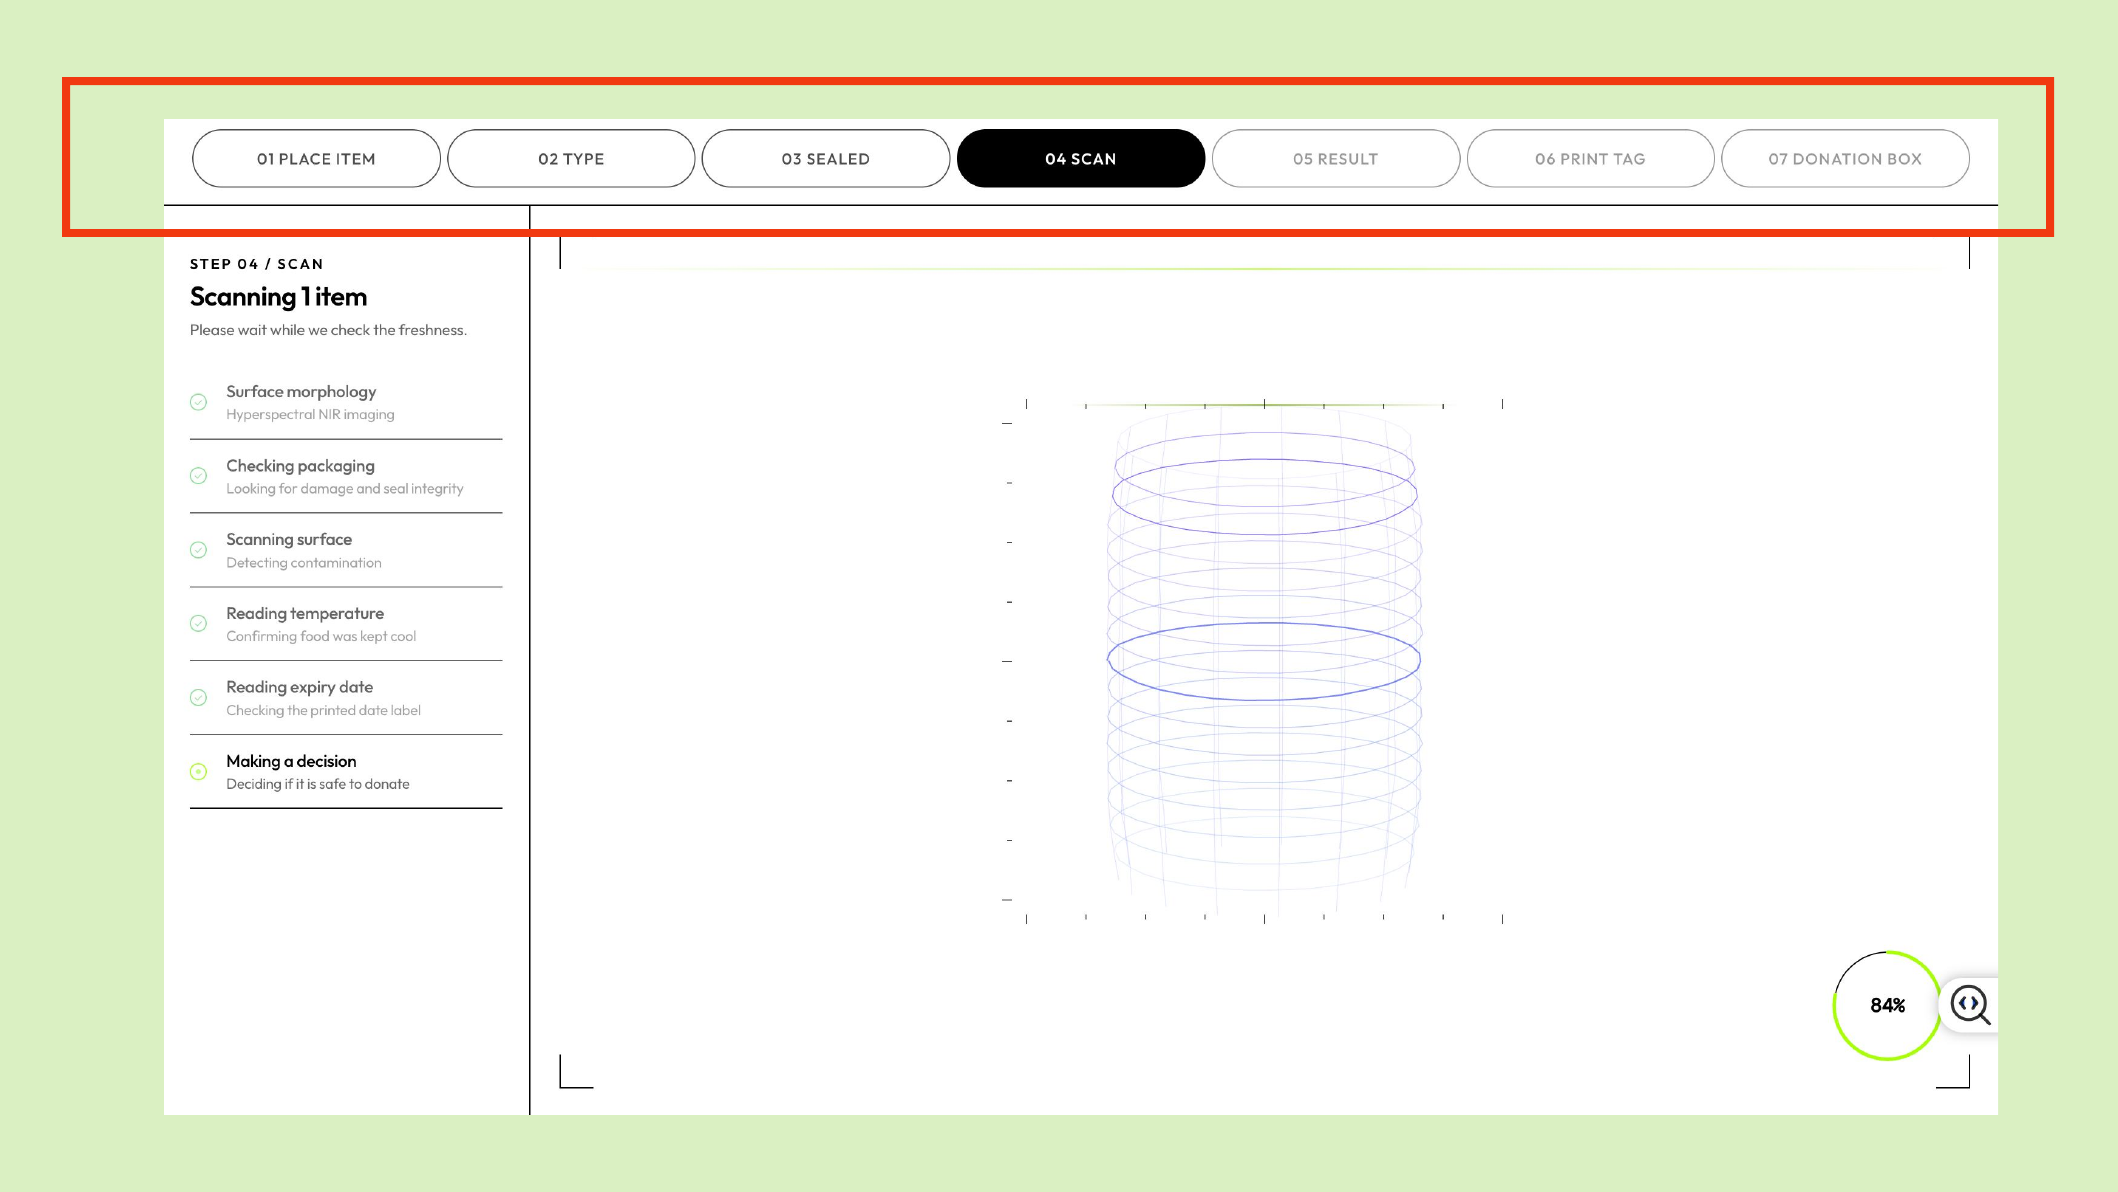 01 PLACE ITEM
02 TYPE
03 SEALED
04 SCAN
05 RESULT
06 PRINT TAG
07 DONATION BOX
STEP 04 / SCAN
Scanning 1 item
Please wait while we check the freshness.
Surface morphology
Hyperspectral NIR imaging
Checking packaging
Looking for damage and seal integrity
Scanning surface
Detecting contamination
Reading temperature
Confirming food was kept cool
Reading expiry date
Checking the printed date label
Making a decision
Deciding if it is safe to donate
84%